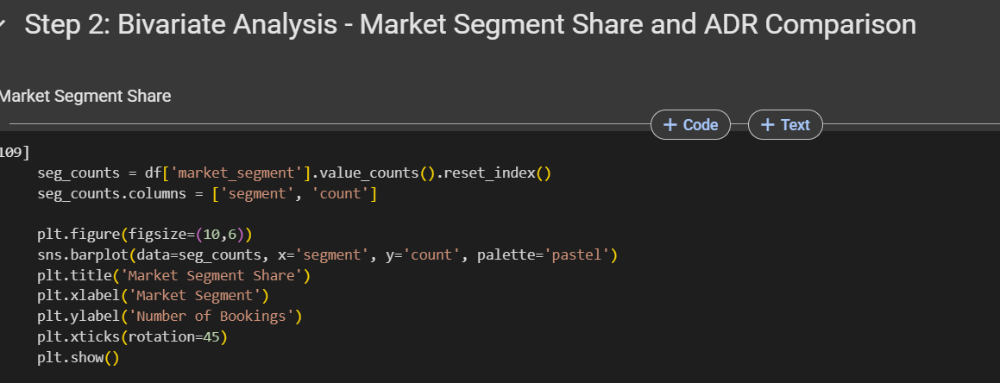 Step 2: Bivariate Analysis - Market Segment Share and ADR Comparison
Market Segment Share
+ Code + Text
109]
seg_counts = df['market_segment'].value_counts().reset_index()
seg_counts.columns = ['segment', 'count']
plt.figure(figsize=(10,6))
sns.barplot(data=seg_counts, x='segment', y='count', palette='pastel')
plt.title('Market Segment Share')
plt.xlabel('Market Segment')
plt.ylabel('Number of Bookings')
plt.xticks(rotation=45)
plt.show()